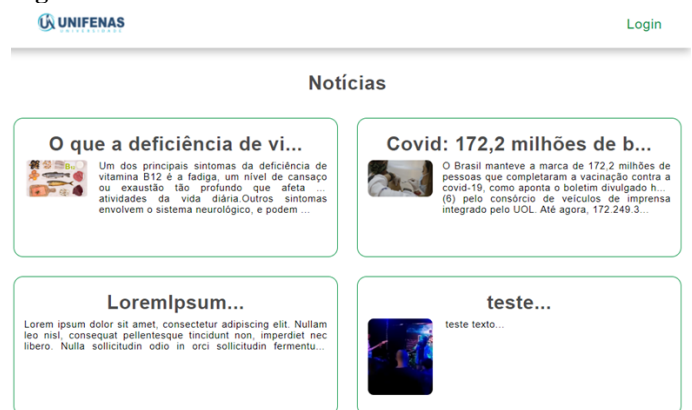 UNIFENAS
UNIVERSIDADE
Login
Notícias
O que a deficiência de vi...
Um dos principais sintomas da deficiência de
vitamina B12 é a fadiga, um nível de cansaço
ou exaustão tão profundo que afeta ...
atividades da vida diária.Outros sintomas
envolvem o sistema neurológico, e podem ...
Covid: 172,2 milhões de b...
O Brasil manteve a marca de 172,2 milhões de
pessoas que completaram a vacinação contra a
covid-19, como aponta o boletim divulgado h...
(6) pelo consórcio de veículos de imprensa
integrado pelo UOL. Até agora, 172.249.3...
LoremIpsum...
Lorem ipsum dolor sit amet, consectetur adipiscing elit. Nullam
leo nisl, consequat pellentesque tincidunt non, imperdiet nec
libero. Nulla sollicitudin odio in orci sollicitudin fermentu...
teste...
teste texto...